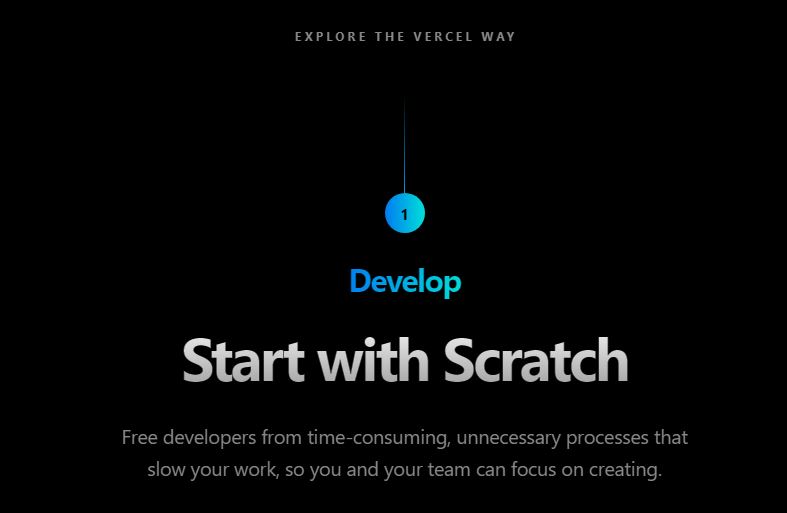 EXPLORE THE VERCEL WAY
1
Develop
Start with Scratch
Free developers from time-consuming, unnecessary processes that
slow your work, so you and your team can focus on creating.